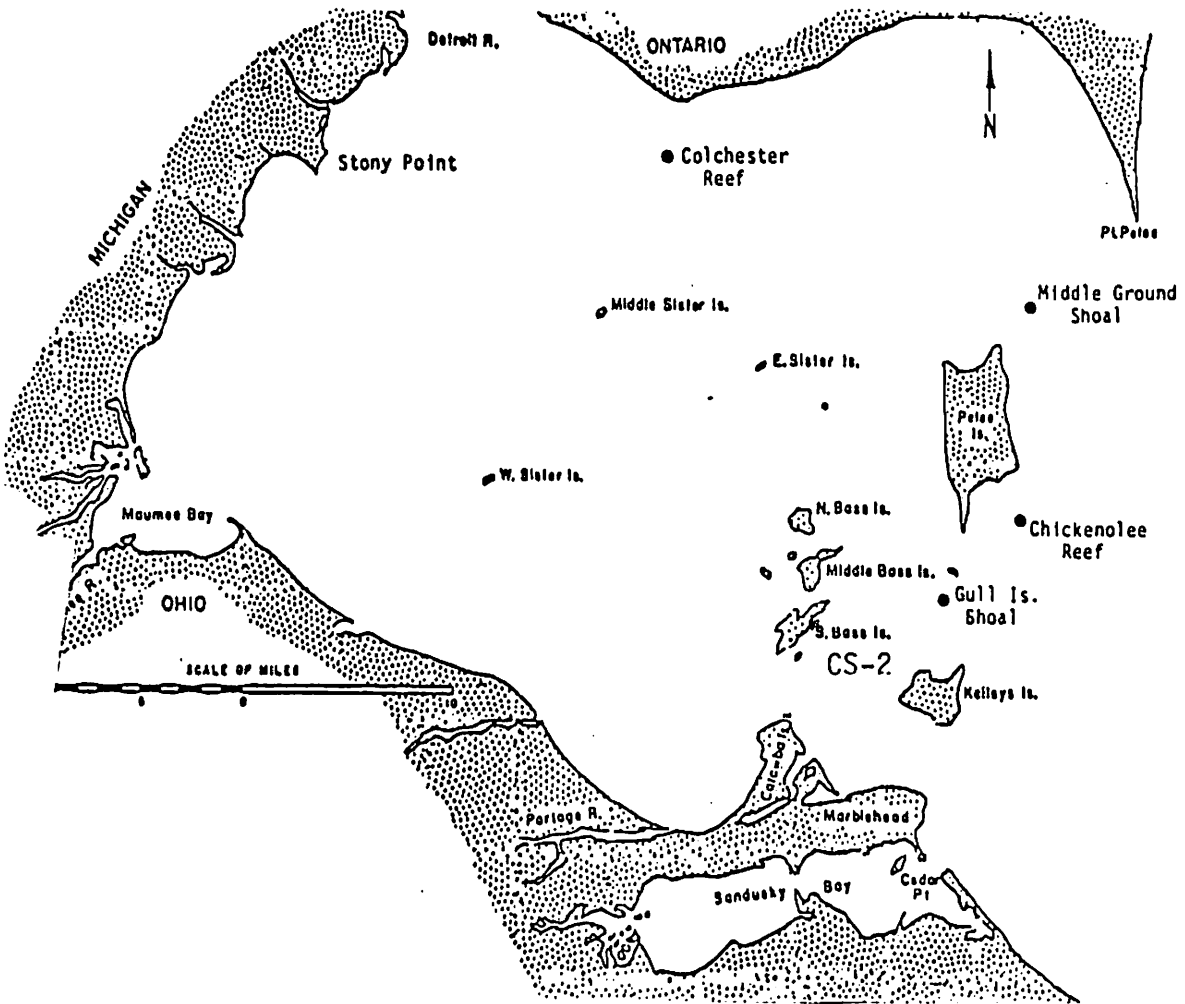 Detroit R.
ONTARIO
N
Stony Point
Colchester
Reef
MICHIGAN
Pt. Pelee
Middle Sister Is.
Middle Ground
Shoal
E. Sister Is.
Pelee
Is.
W. Sister Is.
Maumee Bay
N. Bass Is.
Chickenolee
Reef
Middle Bass Is.
OHIO
Gull Is.
Shoal
S. Bass Is.
CS-2
SCALE OF MILES
10
Kelleys Is.
Portage R.
Marblehead
Sandusky Bay
Cedar
Pt